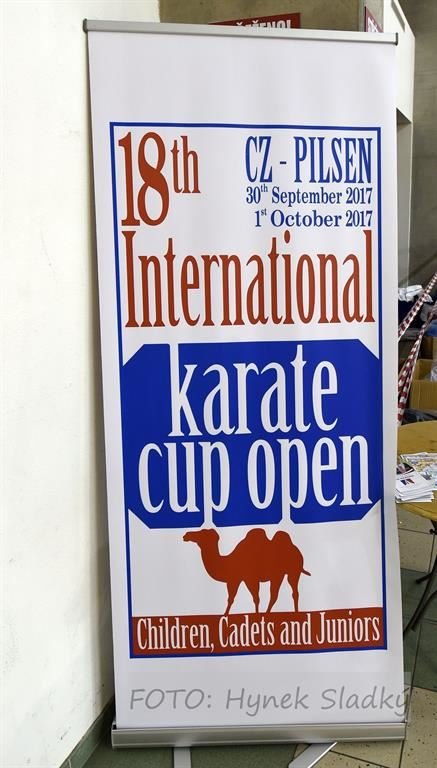 18th
CZ - PILSEN
30th September 2017
1st October 2017
International
karate
cup open
Children, Cadets and Juniors
FOTO: Hynek Sladký